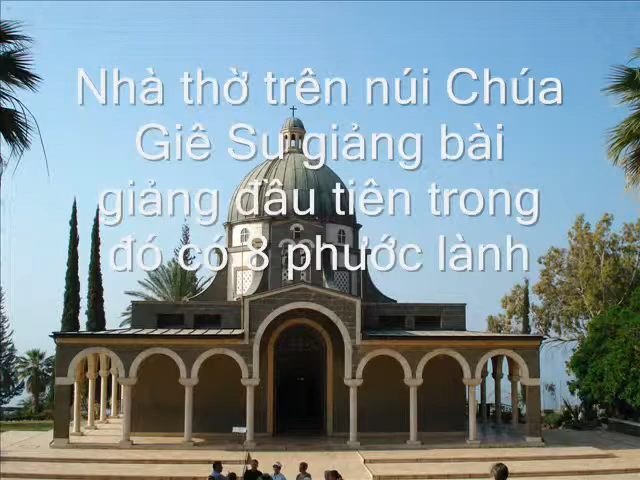 Nhà thờ trên núi Chúa
Giê Su giảng bài
giảng đầu tiên trong
đó có 8 phước lành